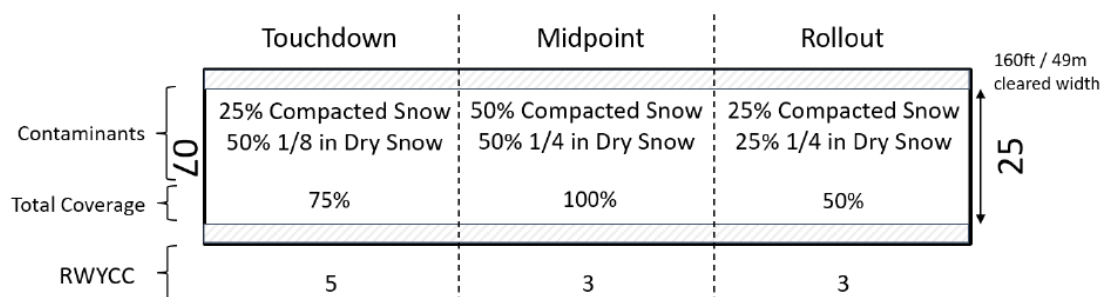 Touchdown Midpoint Rollout
160ft / 49m
cleared width
Contaminants
25% Compacted Snow 50% Compacted Snow 25% Compacted Snow
50% 1/8 in Dry Snow 50% 1/4 in Dry Snow 25% 1/4 in Dry Snow
07
25
Total Coverage 75% 100% 50%
RWYCC 5 3 3